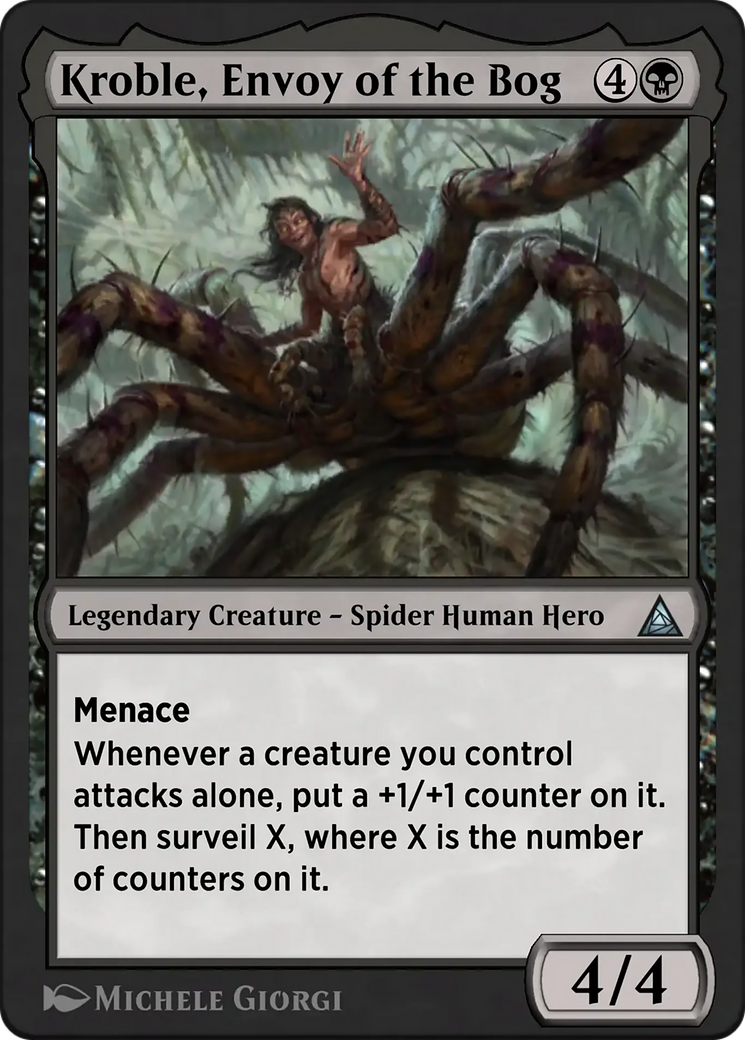 Kroble, Envoy of the Bog 4
Legendary Creature – Spider Human Hero
Menace
Whenever a creature you control
attacks alone, put a +1/+1 counter on it.
Then surveil X, where X is the number
of counters on it.
4/4
Michele Giorgi